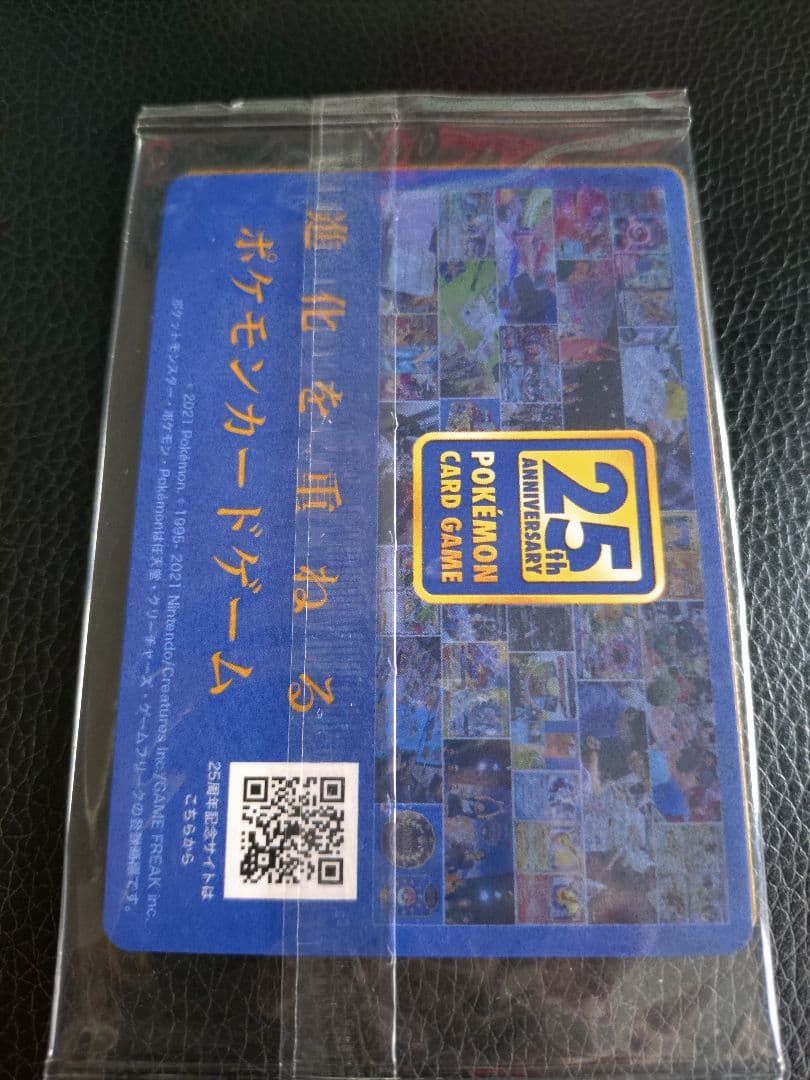 25th
ANNIVERSARY
POKÉMON
CARD GAME
進化を重ねる
ポケモンカードゲーム
25周年記念サイトは
こちらから
©2021 Pokémon. ©1995-2021 Nintendo/Creatures Inc./GAME FREAK inc.
ポケットモンスター・ポケモン・Pokémonは任天堂・クリーチャーズ・ゲームフリークの登録商標です。